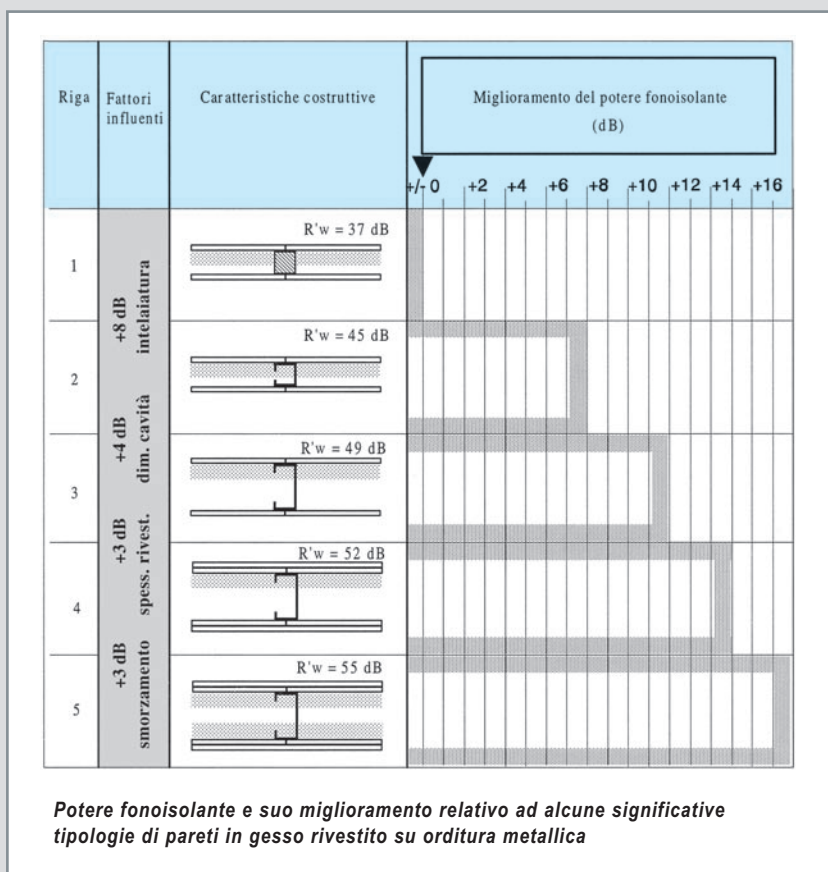 Riga
Fattori
influenti
Caratteristiche costruttive
Miglioramento del potere fonoisolante
(dB)
+/- 0 +2 +4 +6 +8 +10 +12 +14 +16
1
R'w = 37 dB
+8 dB
intelaiatura
2
R'w = 45 dB
+4 dB
dim. cavità
3
R'w = 49 dB
+3 dB
spess. rivest.
4
R'w = 52 dB
+3 dB
smorzamento
5
R'w = 55 dB
Potere fonoisolante e suo miglioramento relativo ad alcune significative
tipologie di pareti in gesso rivestito su orditura metallica